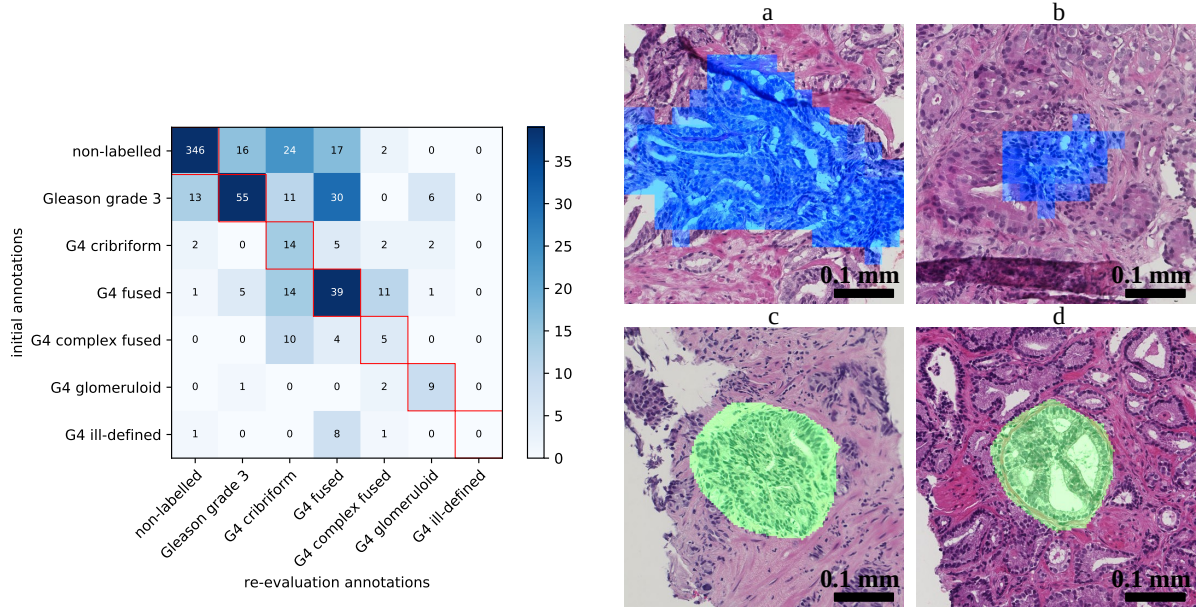 initial annotations
non-labelled 346 16 24 17 2 0 0
Gleason grade 3 13 55 11 30 0 6 0
G4 cribriform 2 0 14 5 2 2 0
G4 fused 1 5 14 39 11 1 0
G4 complex fused 0 0 10 4 5 0 0
G4 glomeruloid 0 1 0 0 2 9 0
G4 ill-defined 1 0 0 8 1 0 0
non-labelled
Gleason grade 3
G4 cribriform
G4 fused
G4 complex fused
G4 glomeruloid
G4 ill-defined
re-evaluation annotations
35
30
25
20
15
10
5
0
a
0.1 mm
b
0.1 mm
c
0.1 mm
d
0.1 mm